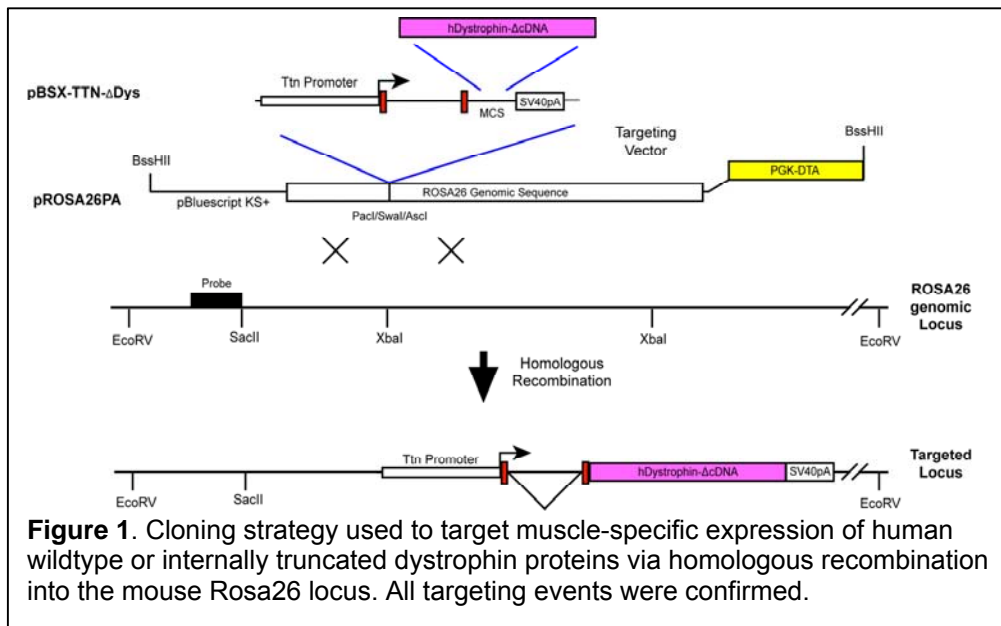 hDystrophin-ΔcDNA
Ttn Promoter
pBSX-TTN-ΔDys
SV40pA
MCS
Targeting
Vector
BssHII
BssHII
PGK-DTA
pROSA26PA
ROSA26 Genomic Sequence
pBluescript KS+
PacI/SwaI/AscI
Probe
ROSA26
genomic
Locus
EcoRV
SacII
XbaI
XbaI
EcoRV
Homologous
Recombination
Ttn Promoter
hDystrophin-ΔcDNA
SV40pA
Targeted
Locus
EcoRV
SacII
EcoRV
Figure 1. Cloning strategy used to target muscle-specific expression of human
wildtype or internally truncated dystrophin proteins via homologous recombination
into the mouse Rosa26 locus. All targeting events were confirmed.